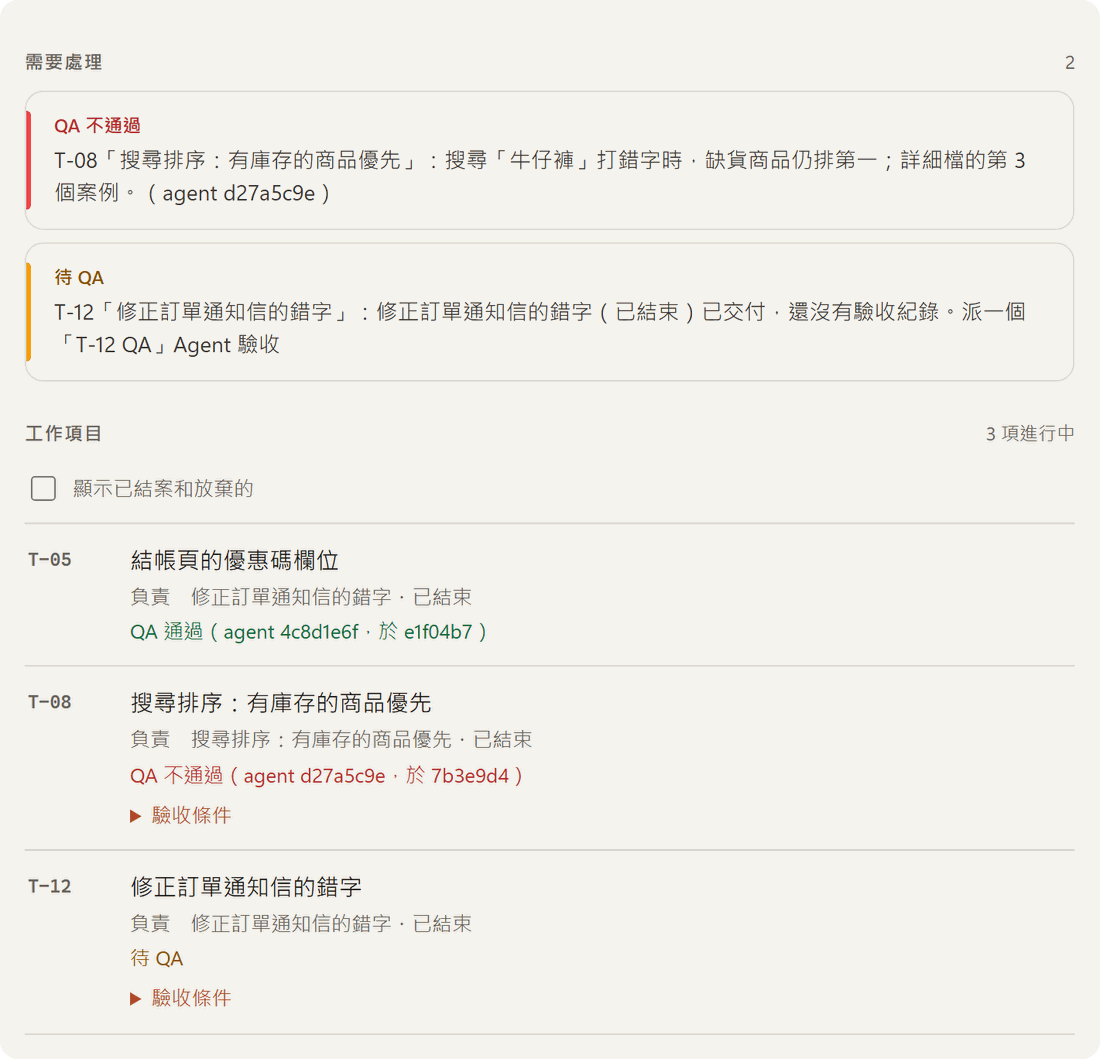 需要處理 2
QA 不通過
T-08「搜尋排序：有庫存的商品優先」：搜尋「牛仔褲」打錯字時，缺貨商品仍排第一；詳細檔的第 3
個案例。（agent d27a5c9e）
待 QA
T-12「修正訂單通知信的錯字」：修正訂單通知信的錯字（已結束）已交付，還沒有驗收紀錄。派一個
「T-12 QA」Agent 驗收
工作項目 3 項進行中
顯示已結案和放棄的
T-05 結帳頁的優惠碼欄位
負責 修正訂單通知信的錯字 · 已結束
QA 通過（agent 4c8d1e6f，於 e1f04b7）
T-08 搜尋排序：有庫存的商品優先
負責 搜尋排序：有庫存的商品優先 · 已結束
QA 不通過（agent d27a5c9e，於 7b3e9d4）
▶ 驗收條件
T-12 修正訂單通知信的錯字
負責 修正訂單通知信的錯字 · 已結束
待 QA
▶ 驗收條件